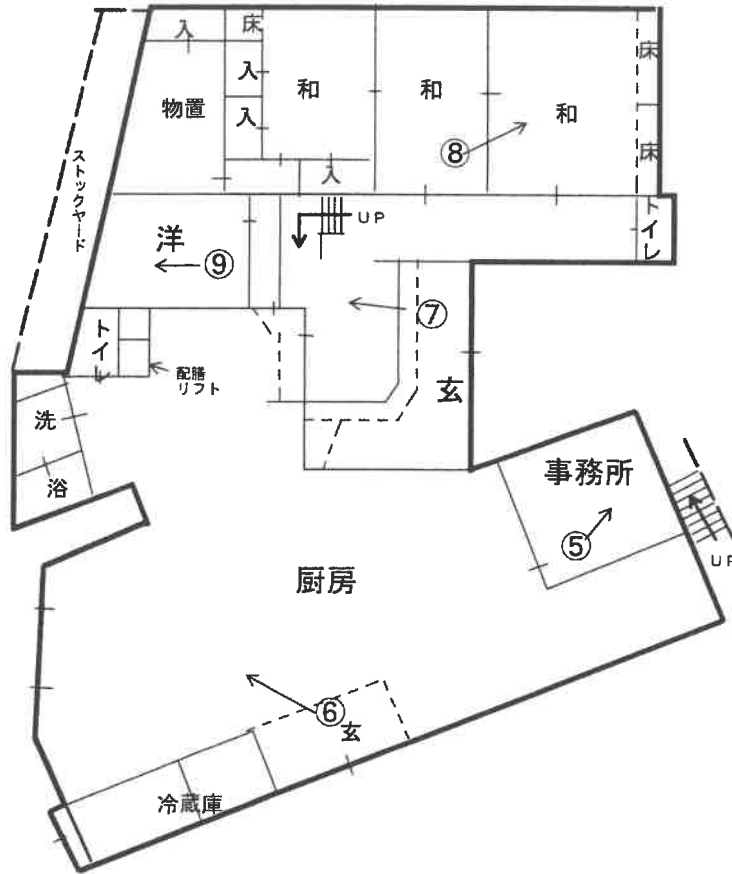 入
床
入
入
物置
和
和
和
床
床
⑧
入
ストックヤード
UP
トイレ
洋
⑨
⑦
トイレ
配膳
リフト
玄
洗
浴
事務所
⑤
UP
厨房
⑥
玄
冷蔵庫